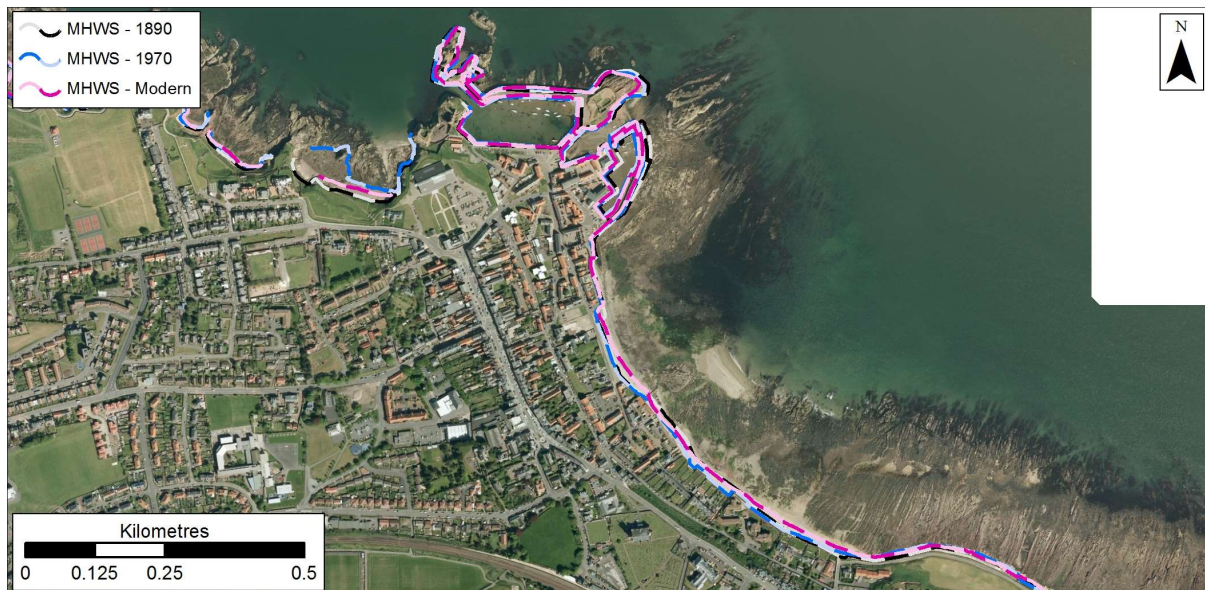 MHWS - 1890
MHWS - 1970
MHWS - Modern
N
Kilometres
0 0.125 0.25 0.5